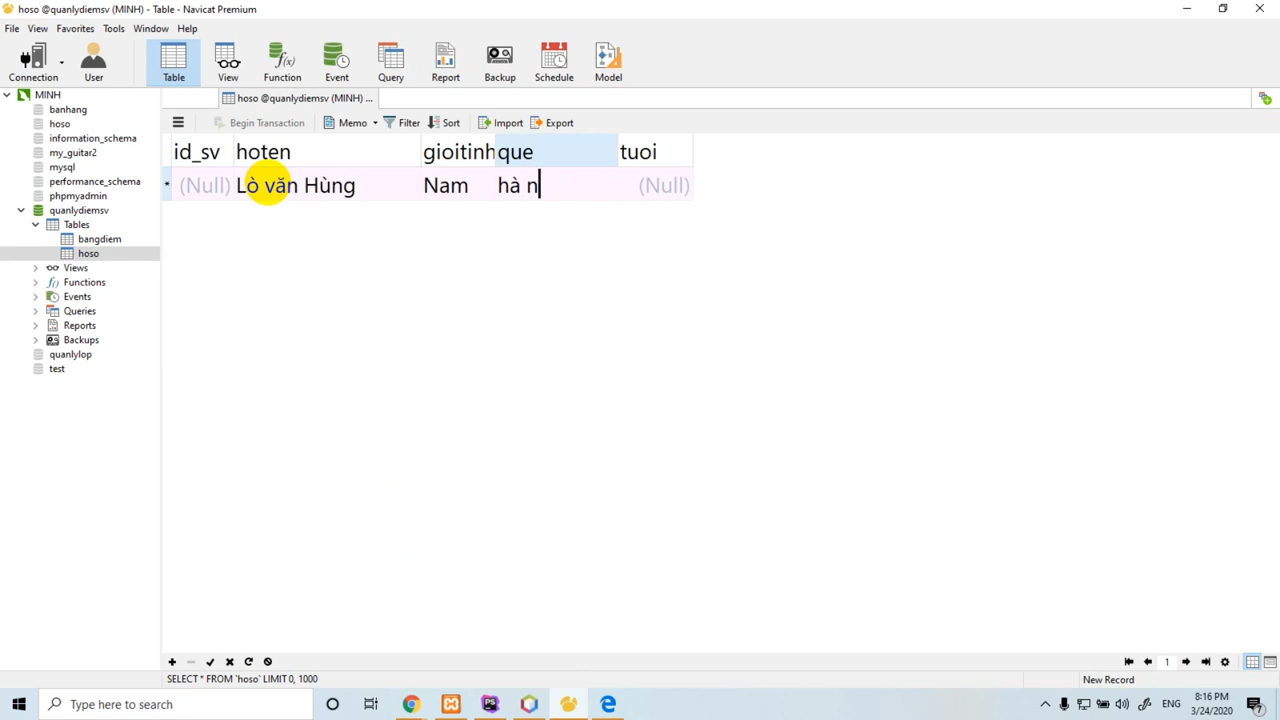 hoso @quanlydiemsv (MINH) - Table - Navicat Premium
File View Favorites Tools Window Help
Connection User Table View Function Event Query Report Backup Schedule Model
MINH
banhang
hoso
information_schema
my_guitar2
mysql
performance_schema
phpmyadmin
quanlydiemsv
Tables
bangdiem
hoso
Views
Functions
Events
Queries
Reports
Backups
quanlylop
test
hoso @quanlydiemsv (MINH) ...
Begin Transaction Memo Filter Sort Import Export
id_sv hoten gioitinh que tuoi
* (Null) Lò văn Hùng Nam hà n (Null)
1
SELECT * FROM `hoso` LIMIT 0, 1000
New Record
Type here to search
PS
ENG
8:16 PM
3/24/2020
7